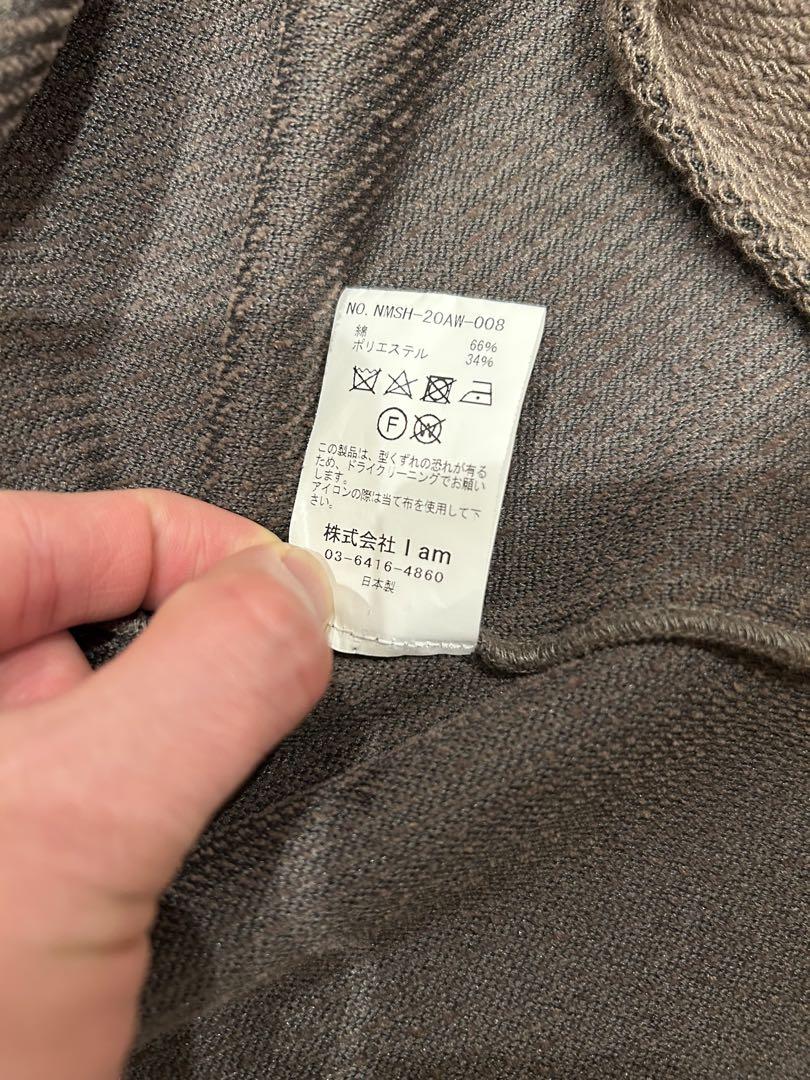 NO. NMSH-20AW-008
綿 66%
ポリエステル 34%
F W
この製品は、型くずれの恐れが有る
ため、ドライクリーニングでお願い
します。
アイロンの際は当て布を使用して下
さい。
株式会社 I am
03-6416-4860
日本製